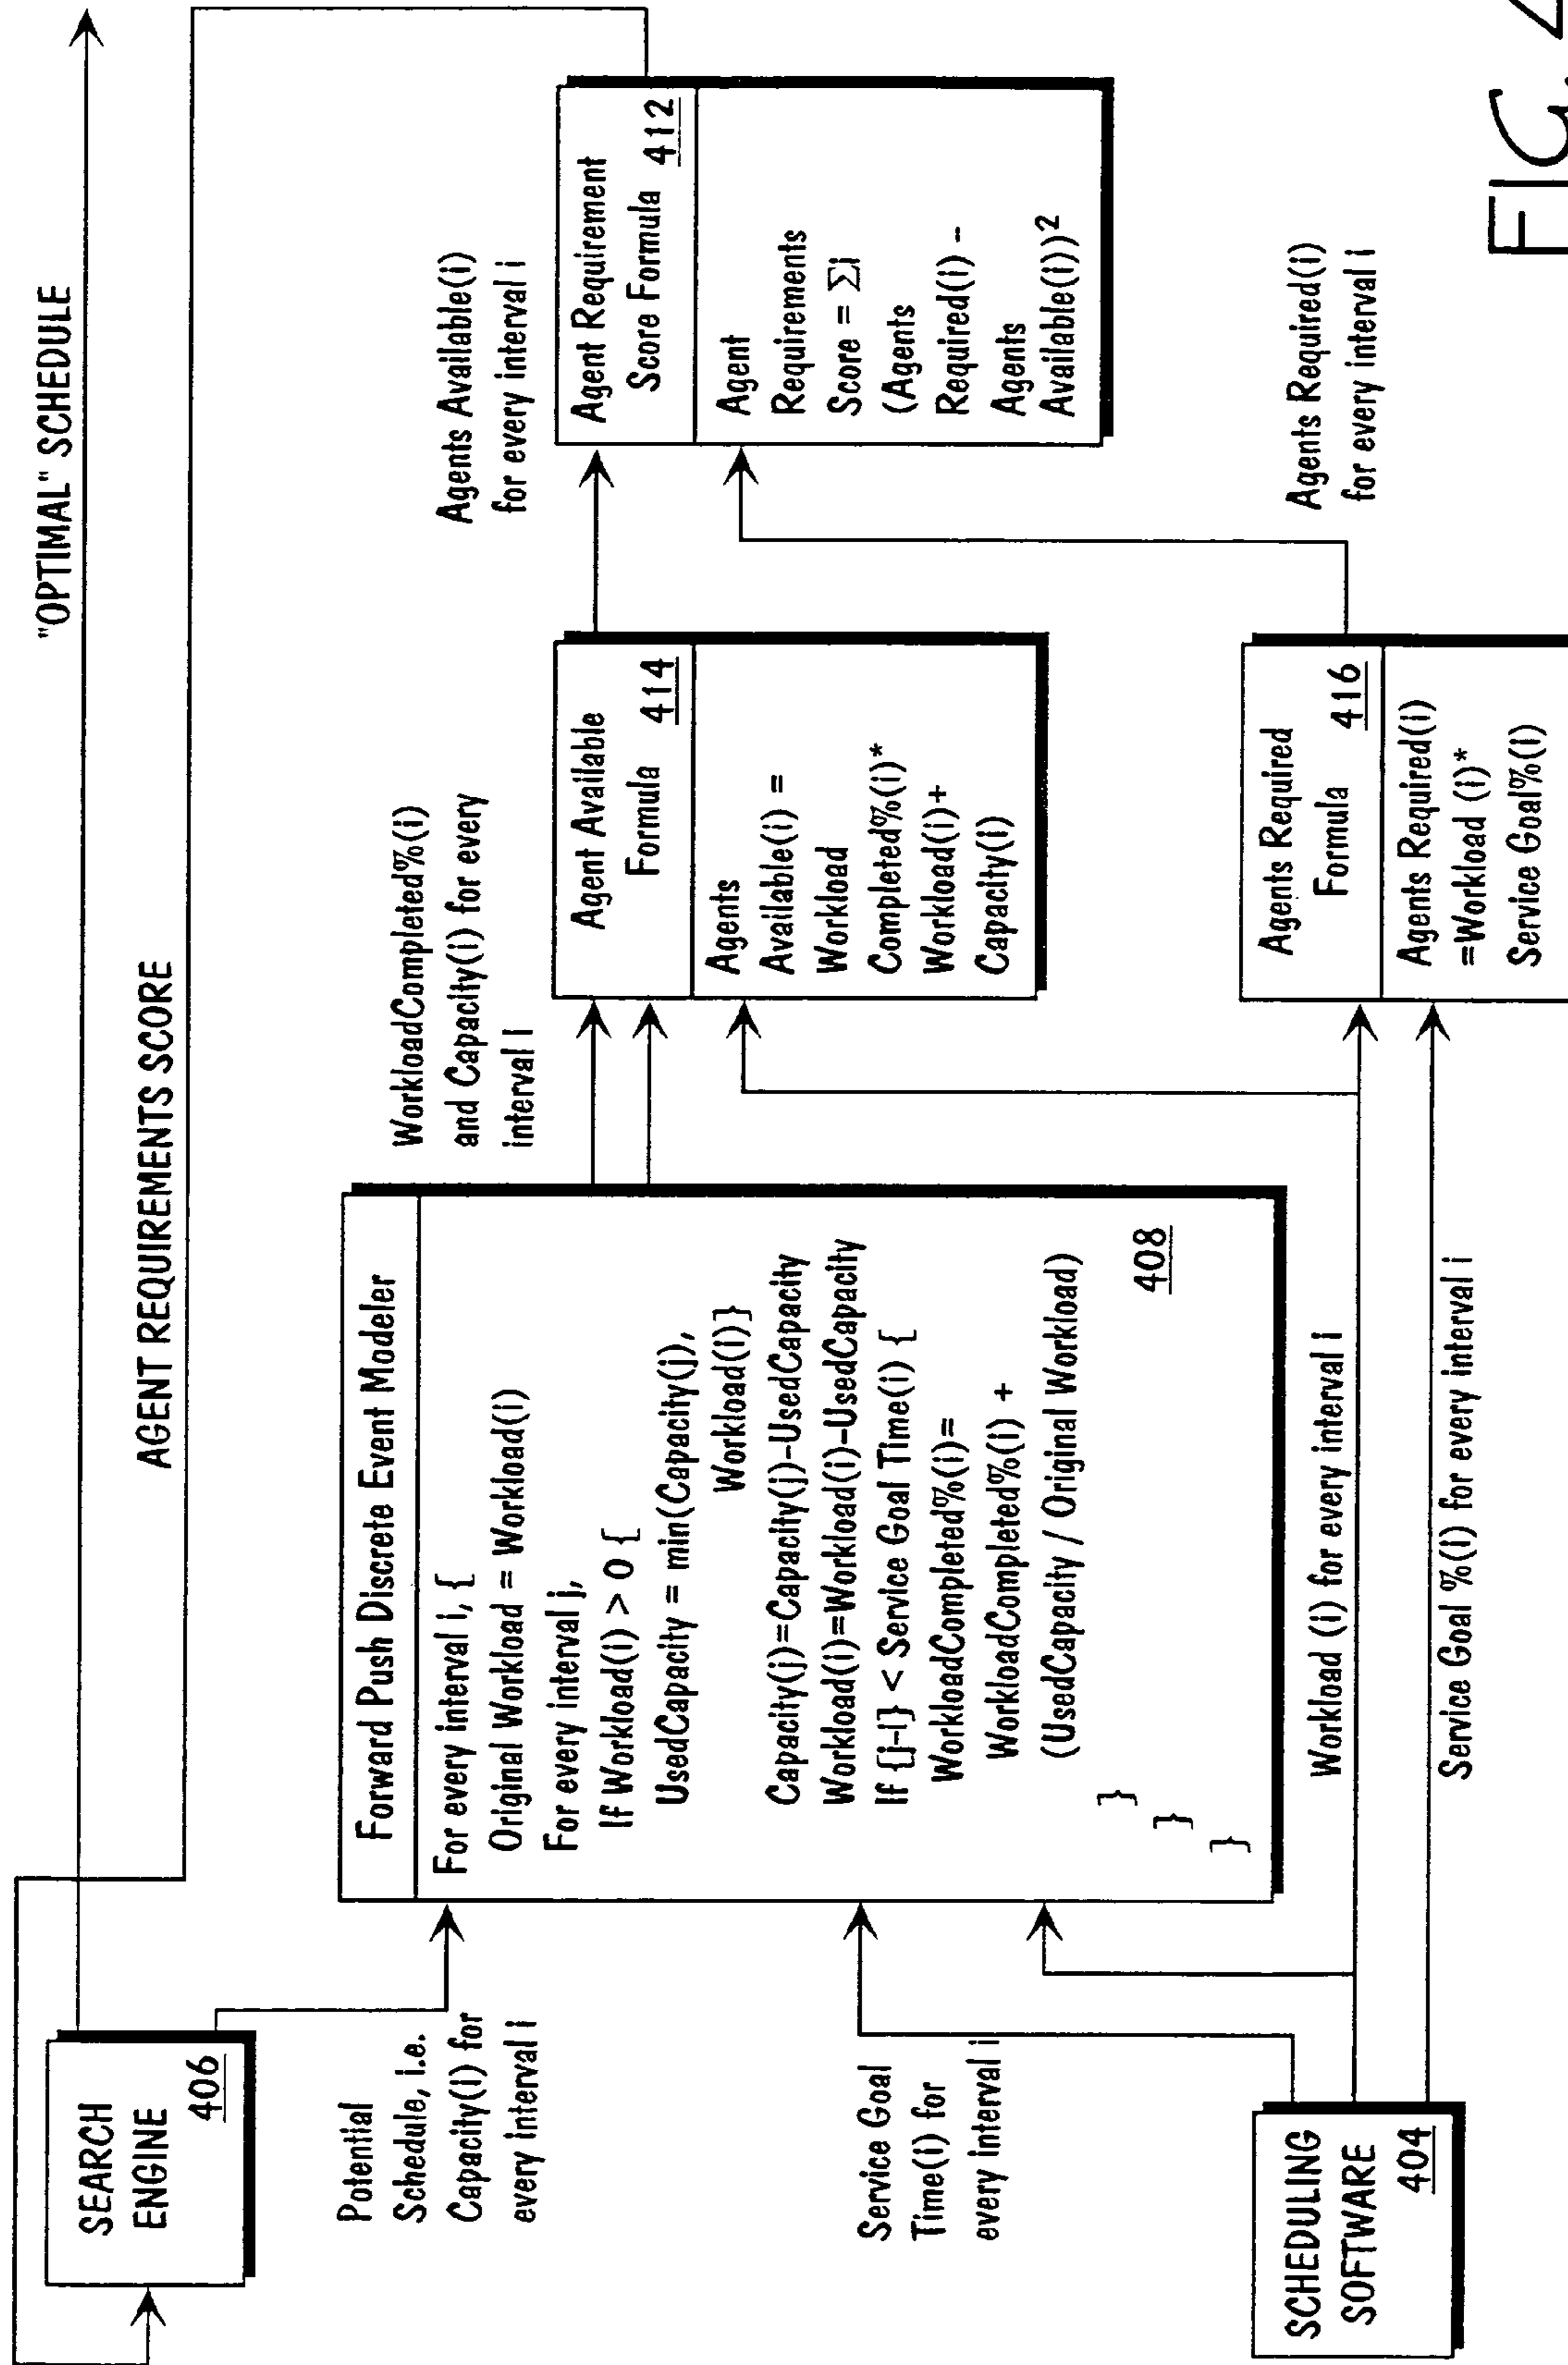 "OPTIMAL" SCHEDULE
AGENT REQUIREMENTS SCORE
SEARCH
ENGINE
406
Potential
Schedule, i.e.
Capacity(i) for
every interval i
Forward Push Discrete Event Modeler
For every interval i, {
Original Workload = Workload(i)
For every interval j,
If Workload(i) > 0 {
UsedCapacity = min(Capacity(j),
Workload(i)}
Capacity(j)=Capacity(j)-UsedCapacity
Workload(i)=Workload(i)-UsedCapacity
If {j-i} < Service Goal Time(i) {
WorkloadCompleted%(i)=
WorkloadCompleted%(i) +
(UsedCapacity / Original Workload)
}
}
}
408
WorkloadCompleted%(i)
and Capacity(i) for every
interval i
Agent Available
Formula 414
Agents
Available(i) =
Workload
Completed%(i)*
Workload(i)+
Capacity(i)
Agents Available(i)
for every interval i
Agent Requirement
Score Formula 412
Agent
Requirements
Score = Σi
(Agents
Required(i) -
Agents
Available(i))²
Service Goal
Time(i) for
every interval i
SCHEDULING
SOFTWARE
404
Workload (i) for every interval i
Service Goal %(i) for every interval i
Agents Required
Formula 416
Agents Required(i)
=Workload (i)*
Service Goal%(i)
Agents Required(i)
for every interval i
FIG. 4